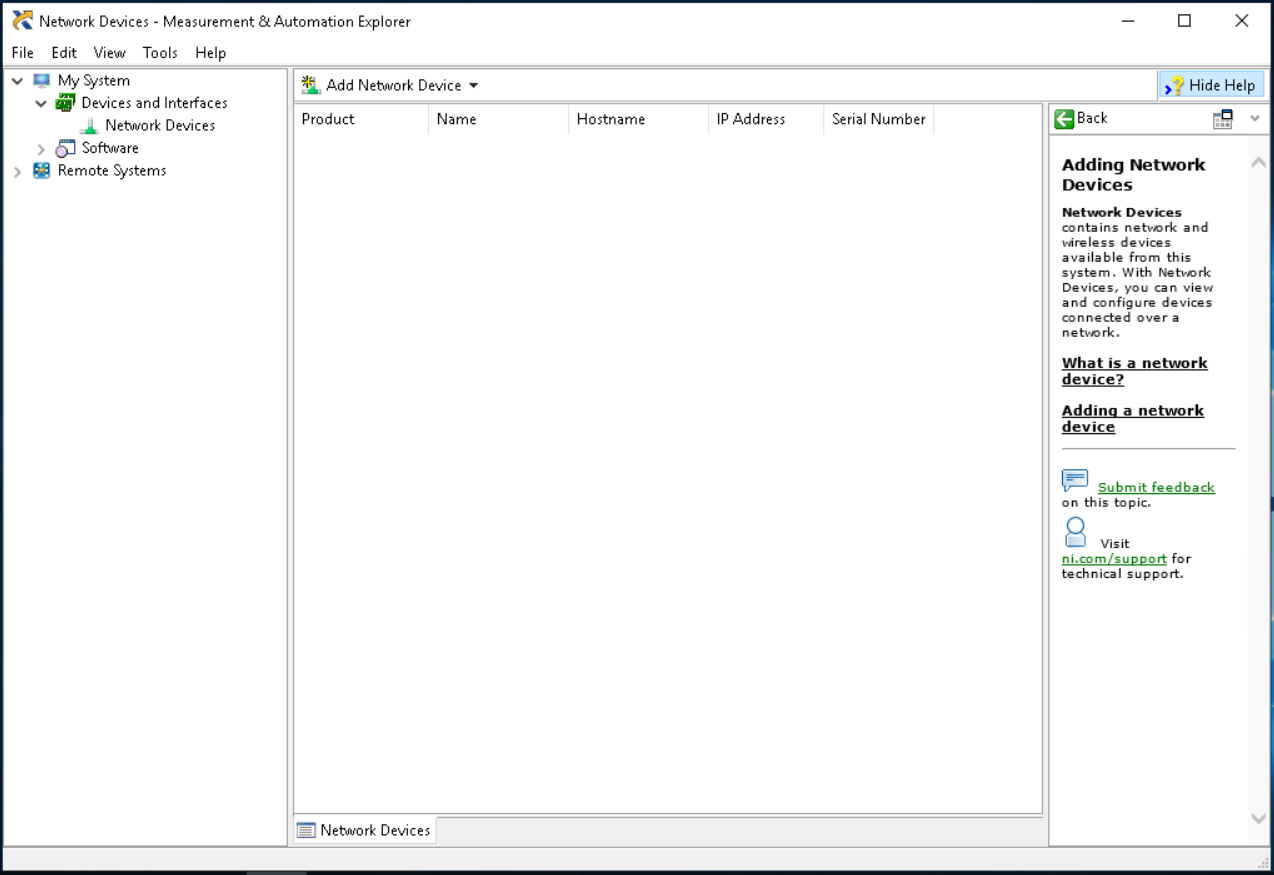 Network Devices - Measurement & Automation Explorer
File Edit View Tools Help
My System
Devices and Interfaces
Network Devices
Software
Remote Systems
Add Network Device
Hide Help
Product Name Hostname IP Address Serial Number
Back
Adding Network
Devices
Network Devices
contains network and
wireless devices
available from this
system. With Network
Devices, you can view
and configure devices
connected over a
network.
What is a network
device?
Adding a network
device
Submit feedback
on this topic.
Visit
ni.com/support for
technical support.
Network Devices